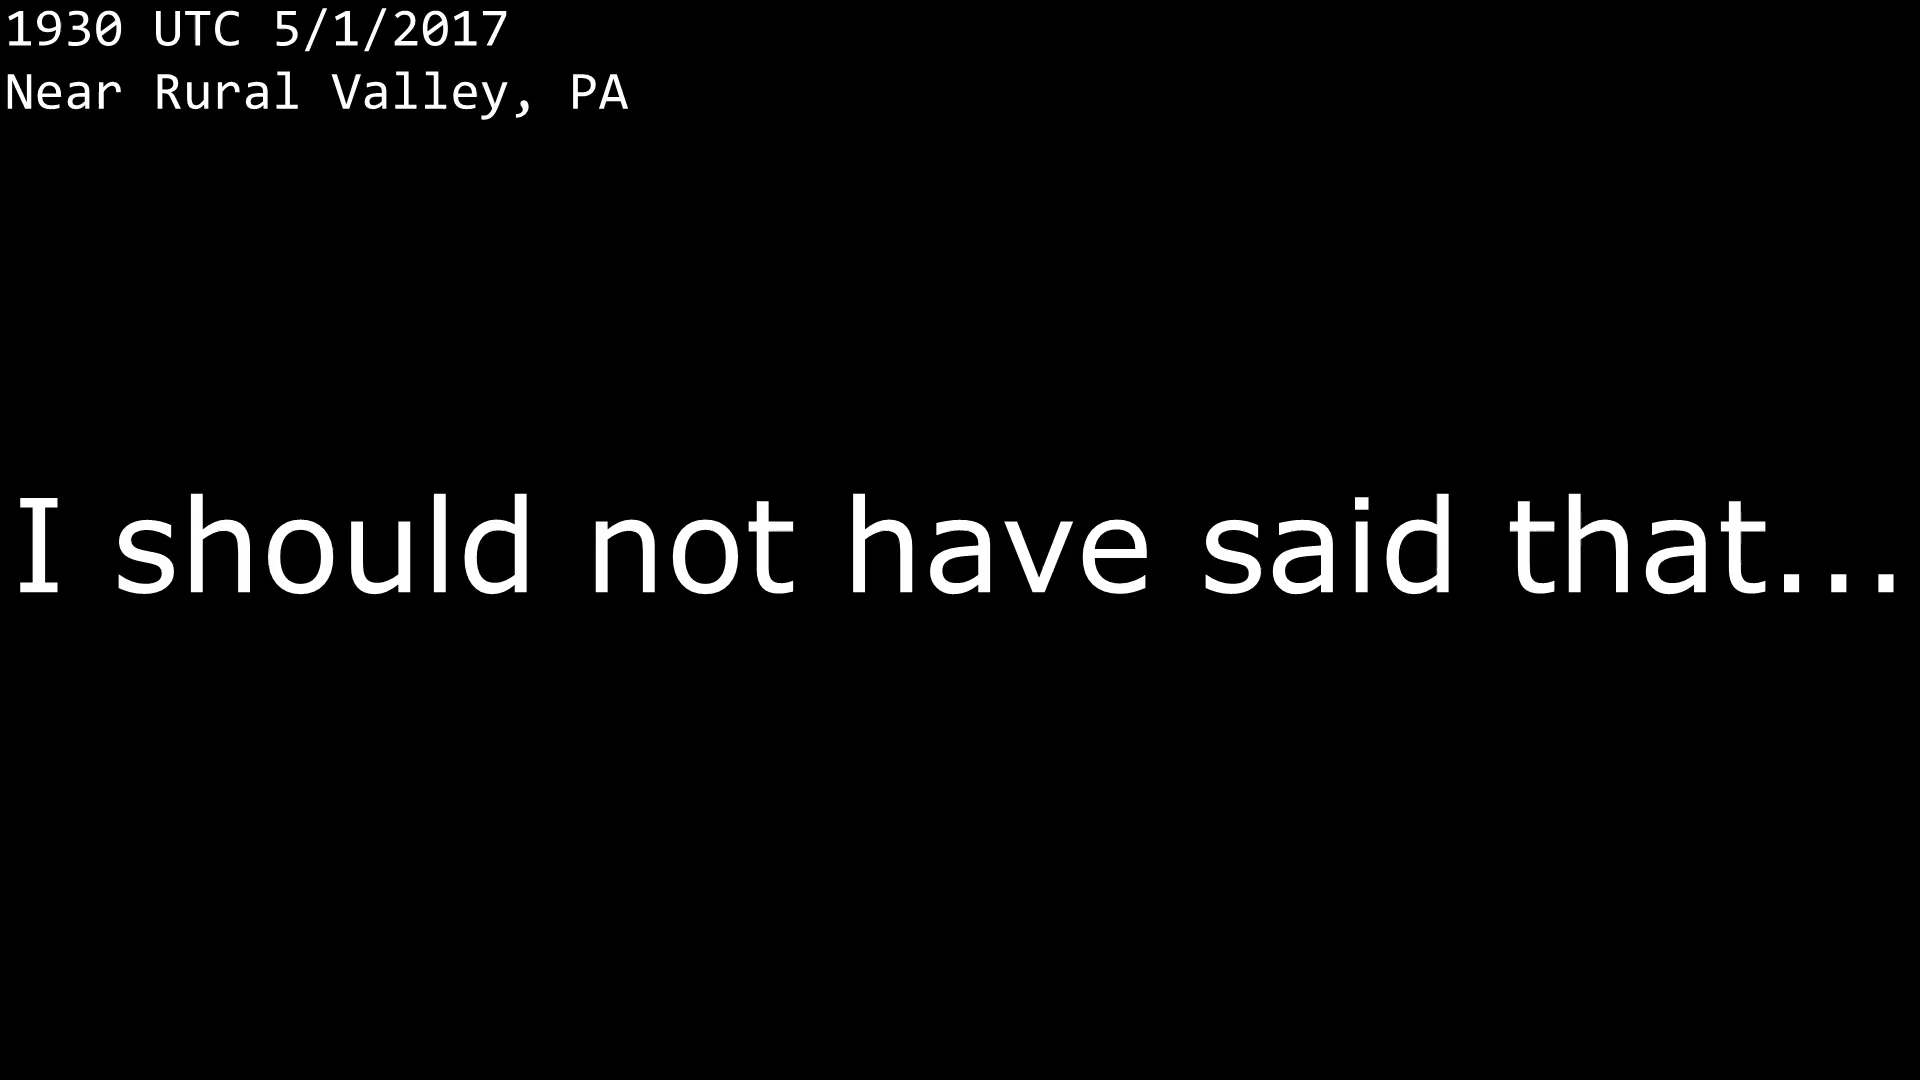 1930 UTC 5/1/2017
Near Rural Valley, PA
I should not have said that...